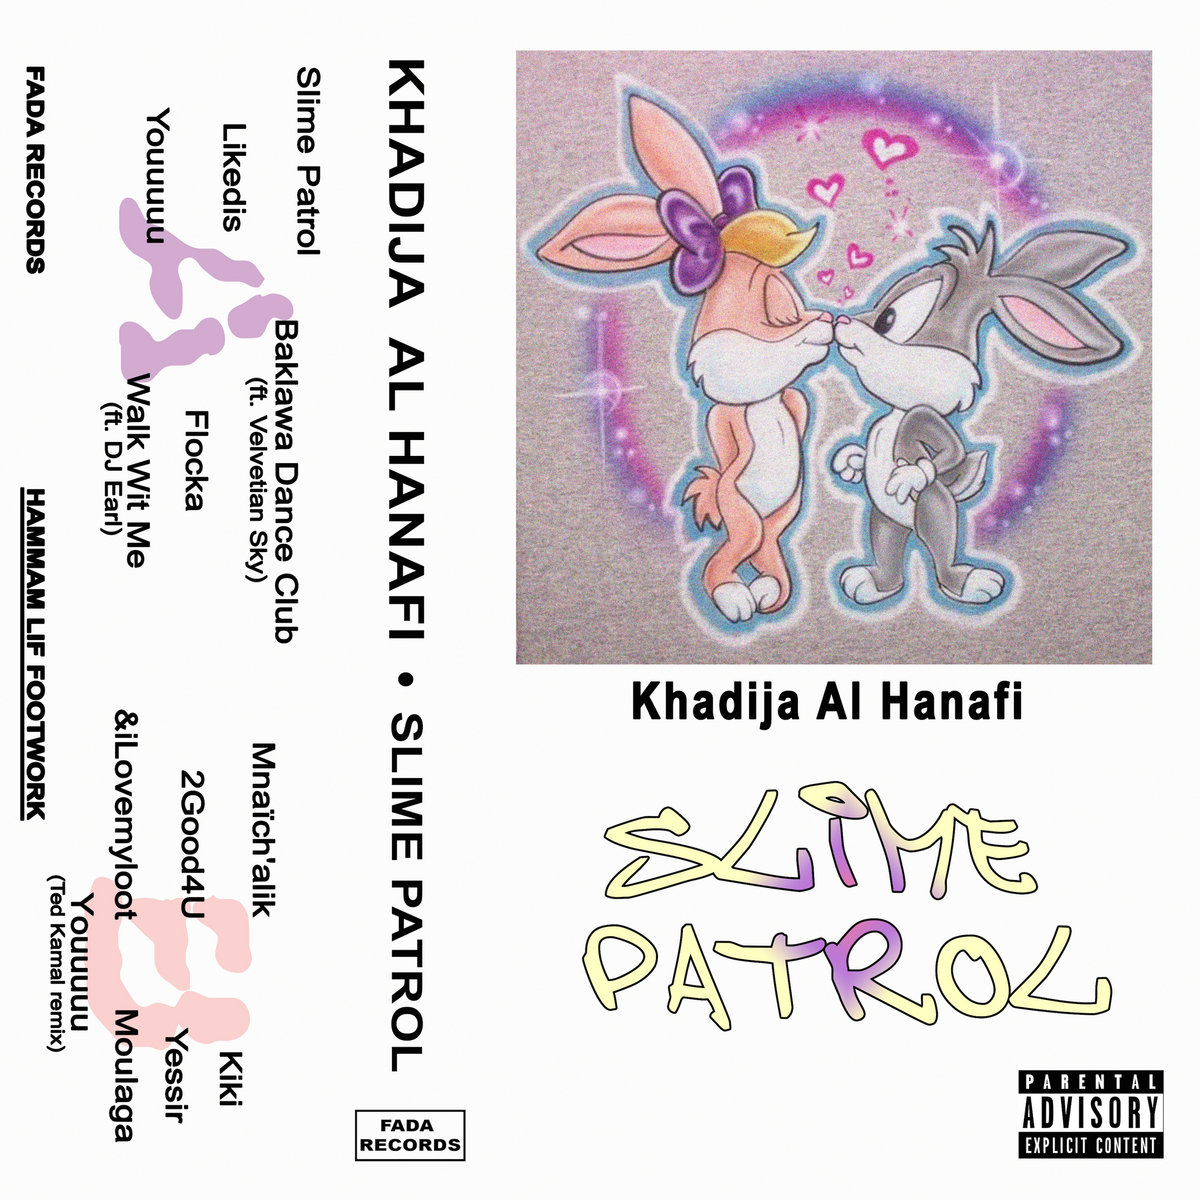 Slime Patrol
Likedis
Youuuuu
Baklawa Dance Club
(ft. Velvetian Sky)
Flocka
Walk Wit Me
(ft. DJ Earl)
Mnaïch'alik
2Good4U
&iLovemyloot
Youuuuu
(Ted Kamal remix)
Kiki
Yessir
Moulaga
FADA RECORDS
HAMMAM LIF FOOTWORK
KHADIJA AL HANAFI • SLIME PATROL
FADA
RECORDS
Khadija Al Hanafi
SLiME
PATROL
PARENTAL
ADVISORY
EXPLICIT CONTENT